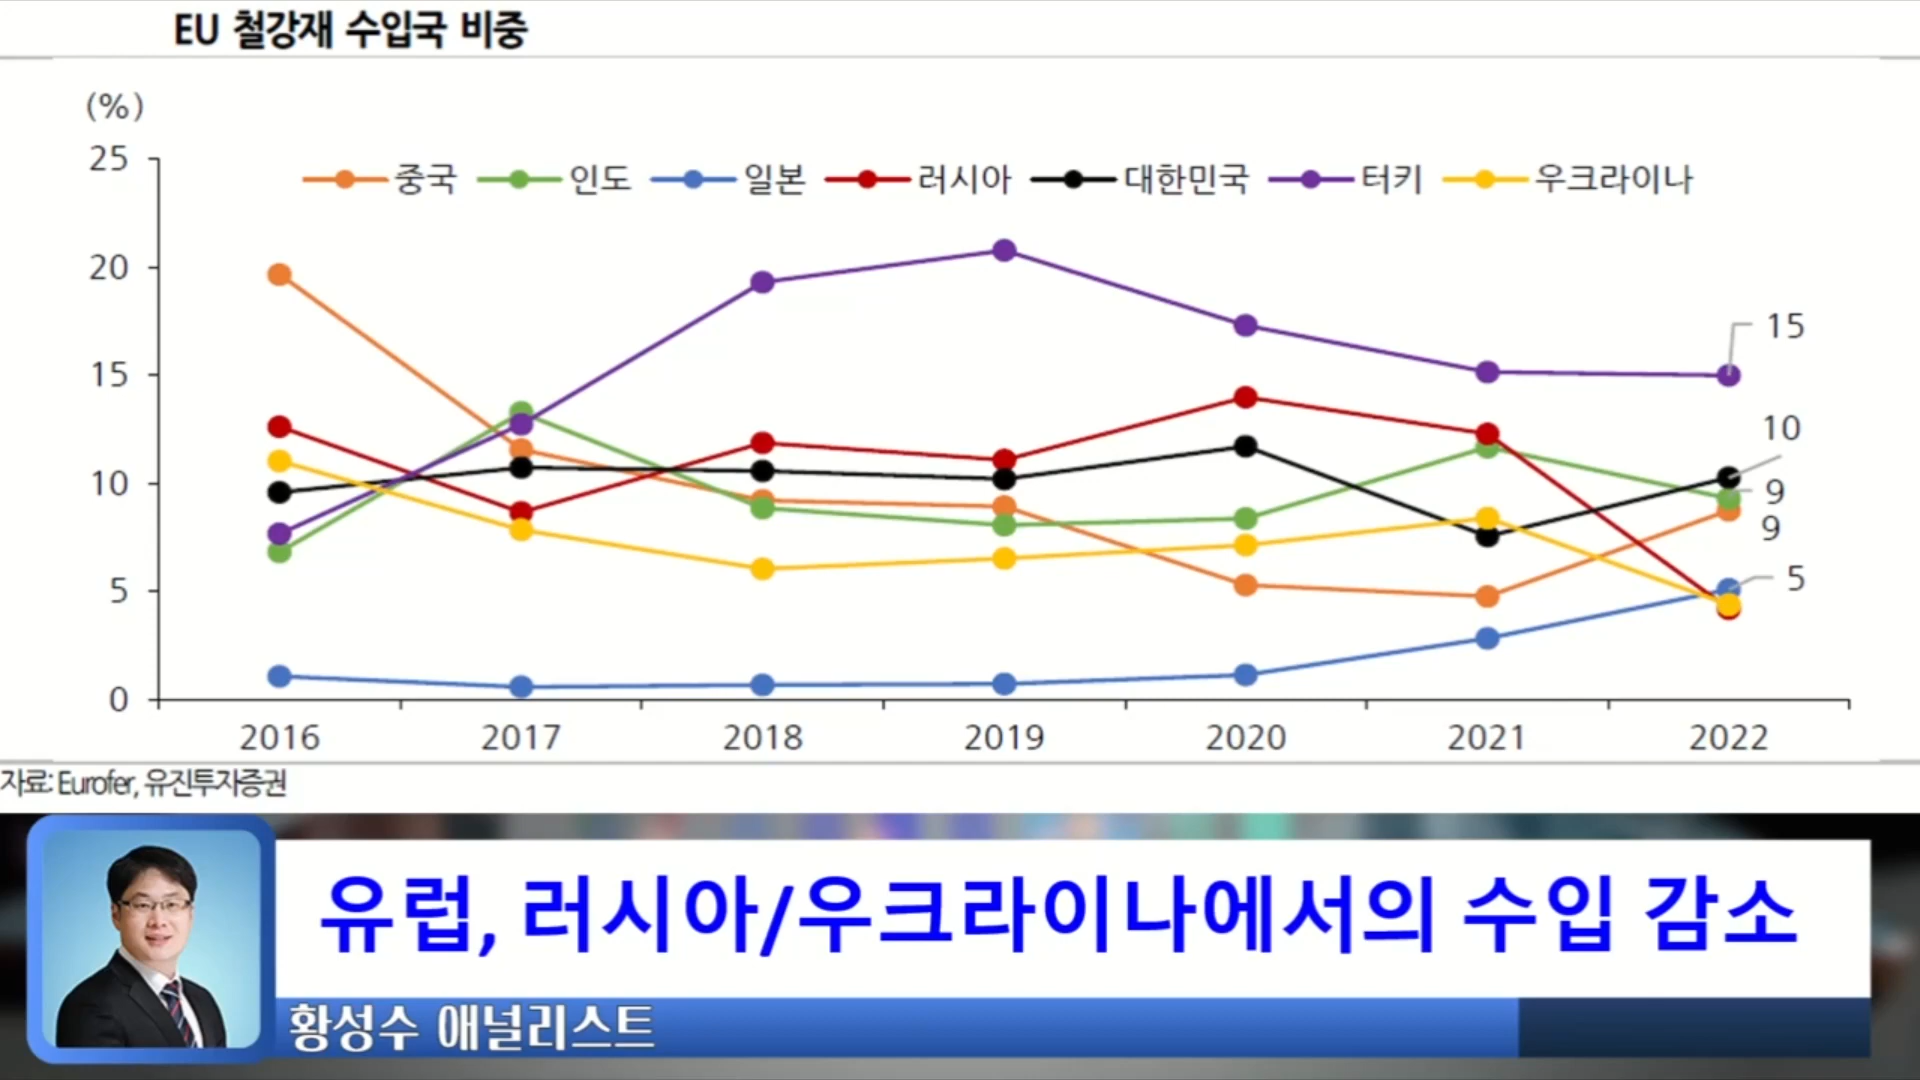 EU 철강재 수입국 비중
(%)
25
중국 인도 일본 러시아 대한민국 터키 우크라이나
20
15
15
10
10
9
9
5
5
0
2016 2017 2018 2019 2020 2021 2022
자료: Eurofer, 유진투자증권
유럽, 러시아/우크라이나에서의 수입 감소
황성수 애널리스트